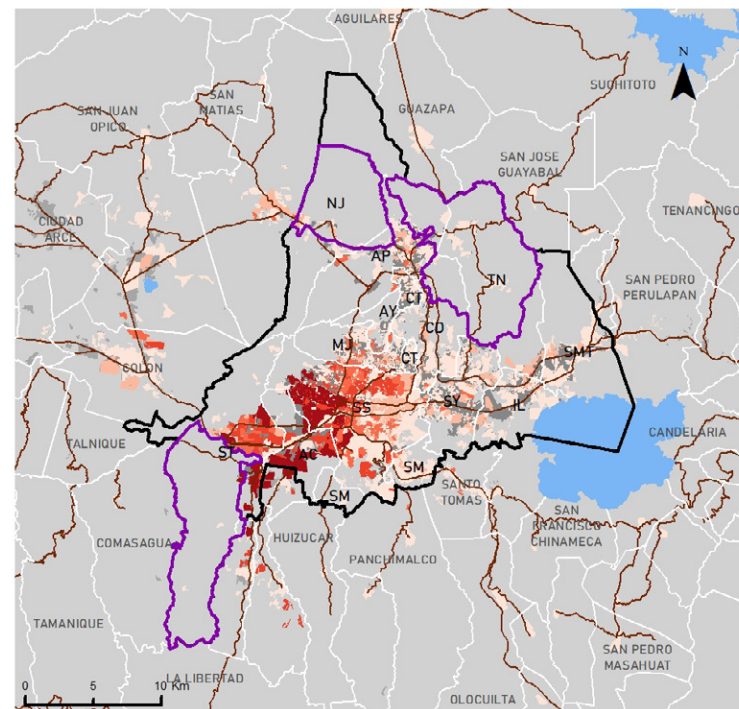 AGUILARES
N
SUCHITOTO
SAN
MATIAS
SAN JUAN
OPICO
GUAZAPA
SAN JOSE
GUAYABAL
NJ
TENANCINGO
CIUDAD
ARCE
AP
TN
SAN PEDRO
PERULAPAN
CT
AY
CD
MJ
CT
SMT
COLON
SS
SY
IL
TALNIQUE
CANDELARIA
ST
AC
SM
SM
SANTO
TOMAS
SAN
FRANCISCO
CHINAMECA
COMASAGUA
HUIZUCAR
PANCHIMALCO
TAMANIQUE
SAN PEDRO
MASAHUAT
LA LIBERTAD
OLOCUILTA
0 5 10 Km